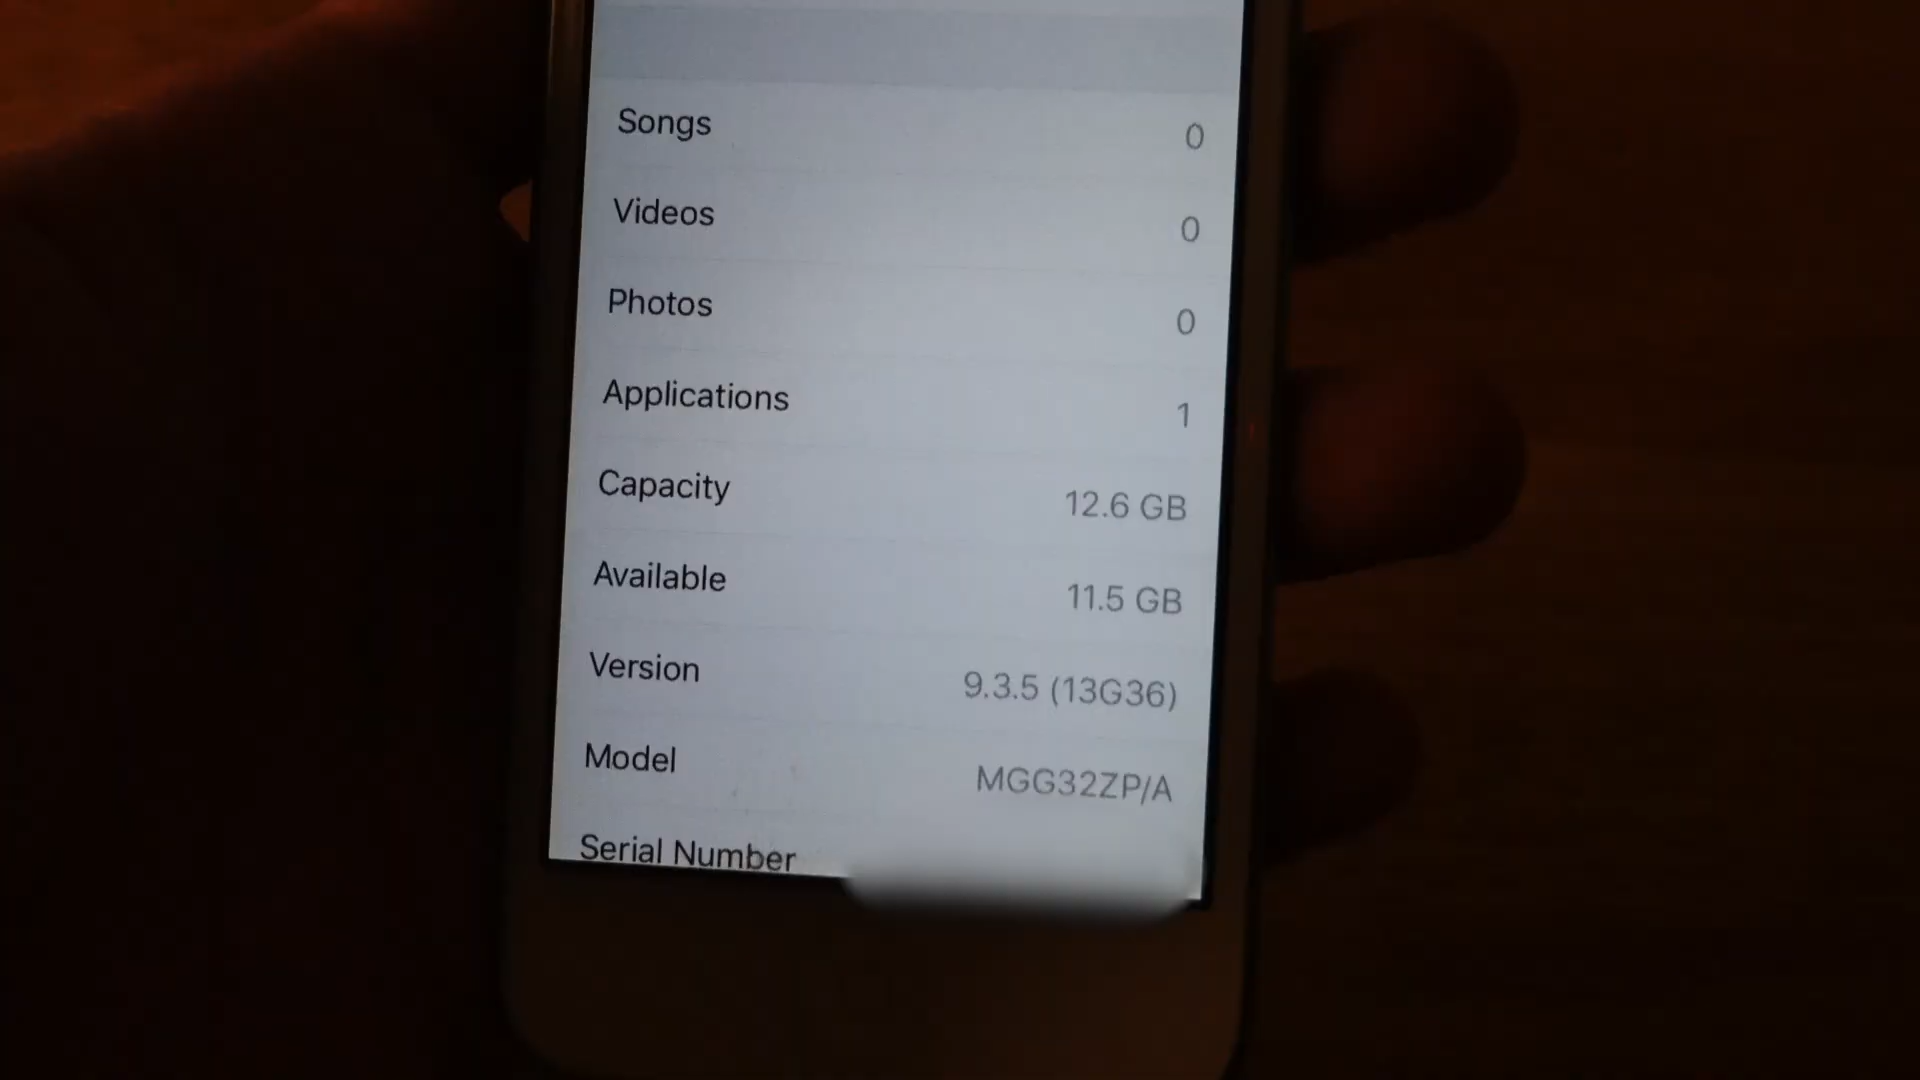 Songs 0
Videos 0
Photos 0
Applications 1
Capacity 12.6 GB
Available 11.5 GB
Version 9.3.5 (13G36)
Model MGG32ZP/A
Serial Number